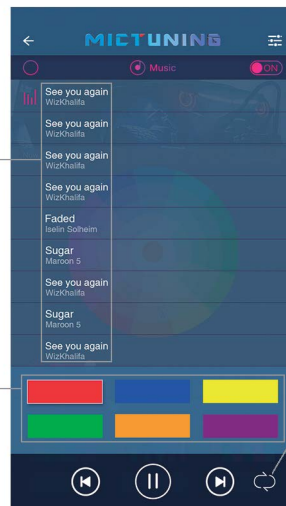 MICTUNING
Music
ON
See you again
WizKhalifa
See you again
WizKhalifa
See you again
WizKhalifa
See you again
WizKhalifa
Faded
Iselin Solheim
Sugar
Maroon 5
See you again
WizKhalifa
Sugar
Maroon 5
See you again
WizKhalifa